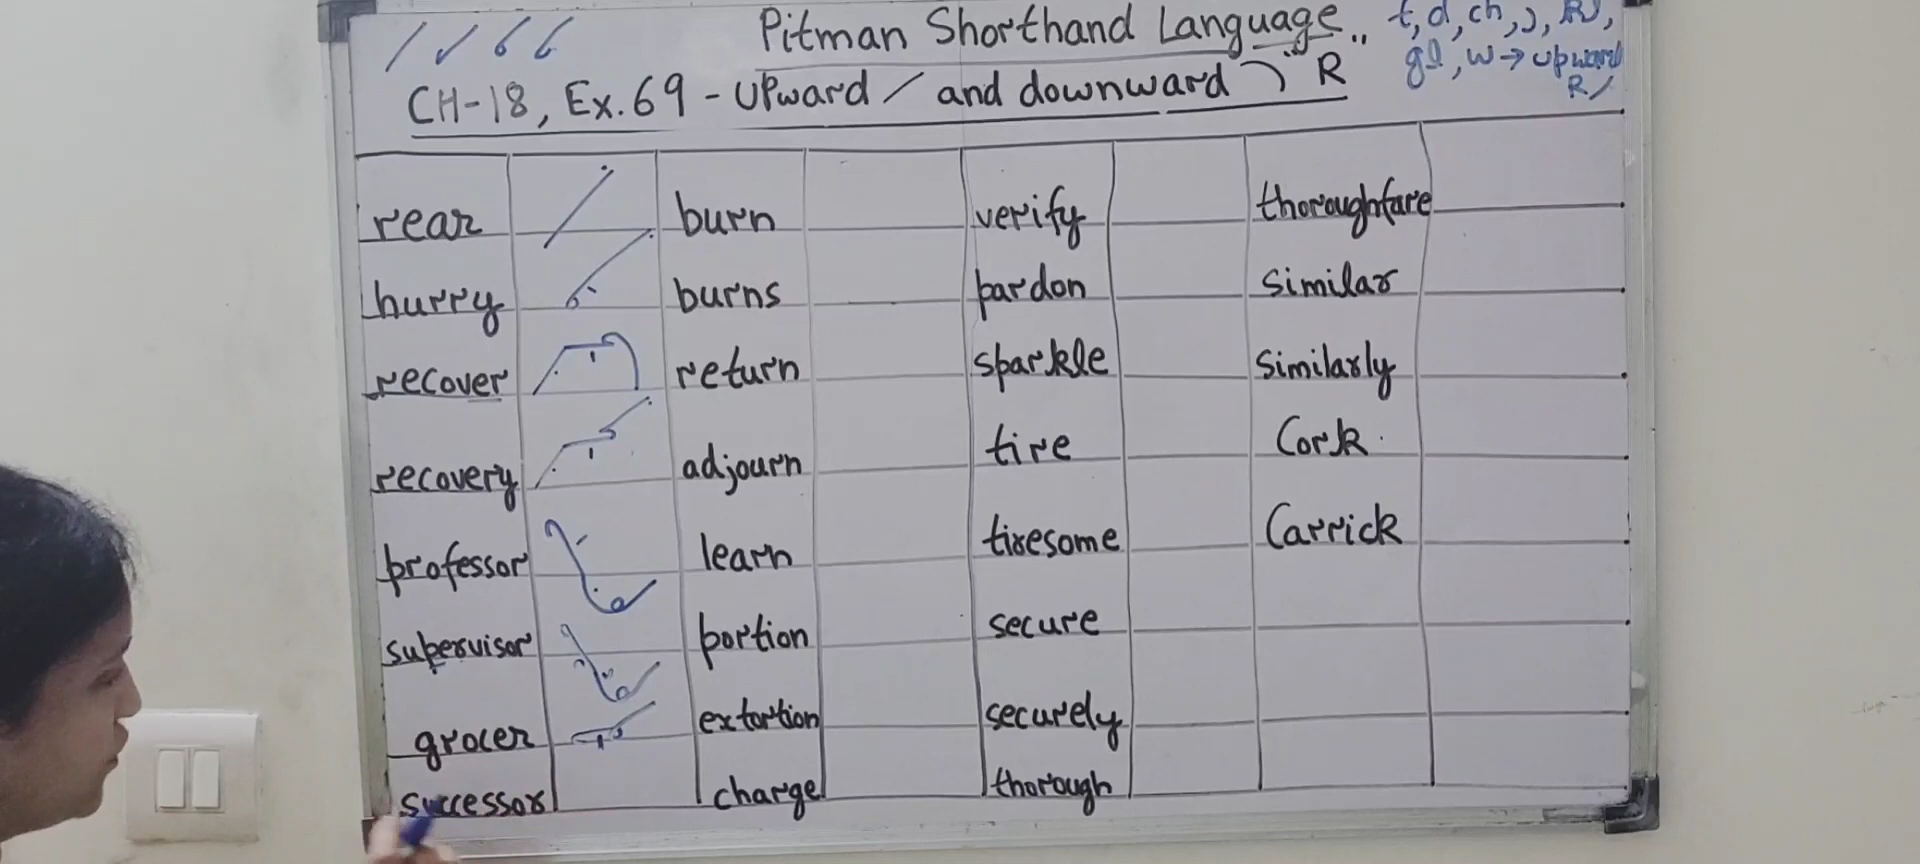 Pitman Shorthand Language..
t, d, ch, j,
gl, w → upward
R /
CH-18, Ex.69 - UPward / and downward ⌝ "R
rear burn verify thoroughfare
hurry burns pardon similar
recover return sparkle similarly
recovery adjourn tire Cork
professor learn tiresome Carrick
supervisor portion secure
grocer extortion securely
successor charge thorough